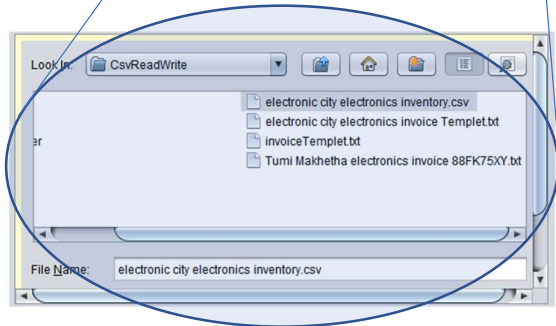 Look In: CsvReadWrite
electronic city electronics inventory.csv
electronic city electronics invoice Templet.txt
er
invoiceTemplet.txt
Tumi Makhetha electronics invoice 88FK75XY.txt
File Name: electronic city electronics inventory.csv